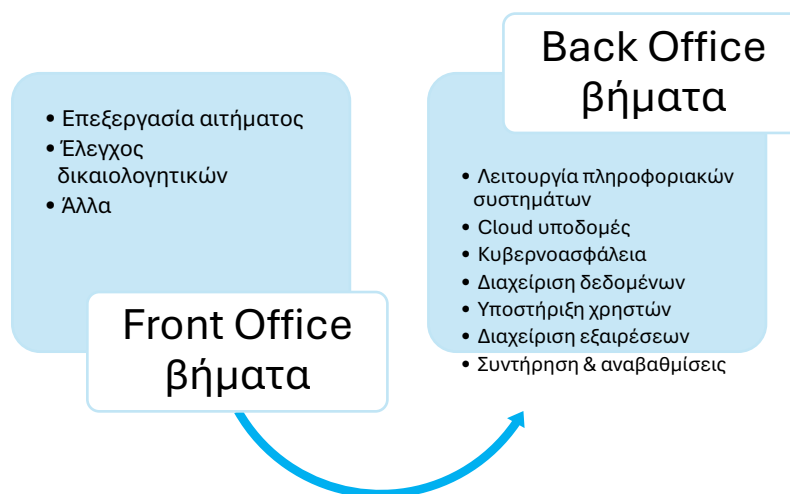 • Επεξεργασία αιτήματος
• Έλεγχος
δικαιολογητικών
• Άλλα
Front Office
βήματα
Back Office
βήματα
• Λειτουργία πληροφοριακών
συστημάτων
• Cloud υποδομές
• Κυβερνοασφάλεια
• Διαχείριση δεδομένων
• Υποστήριξη χρηστών
• Διαχείριση εξαιρέσεων
• Συντήρηση & αναβαθμίσεις